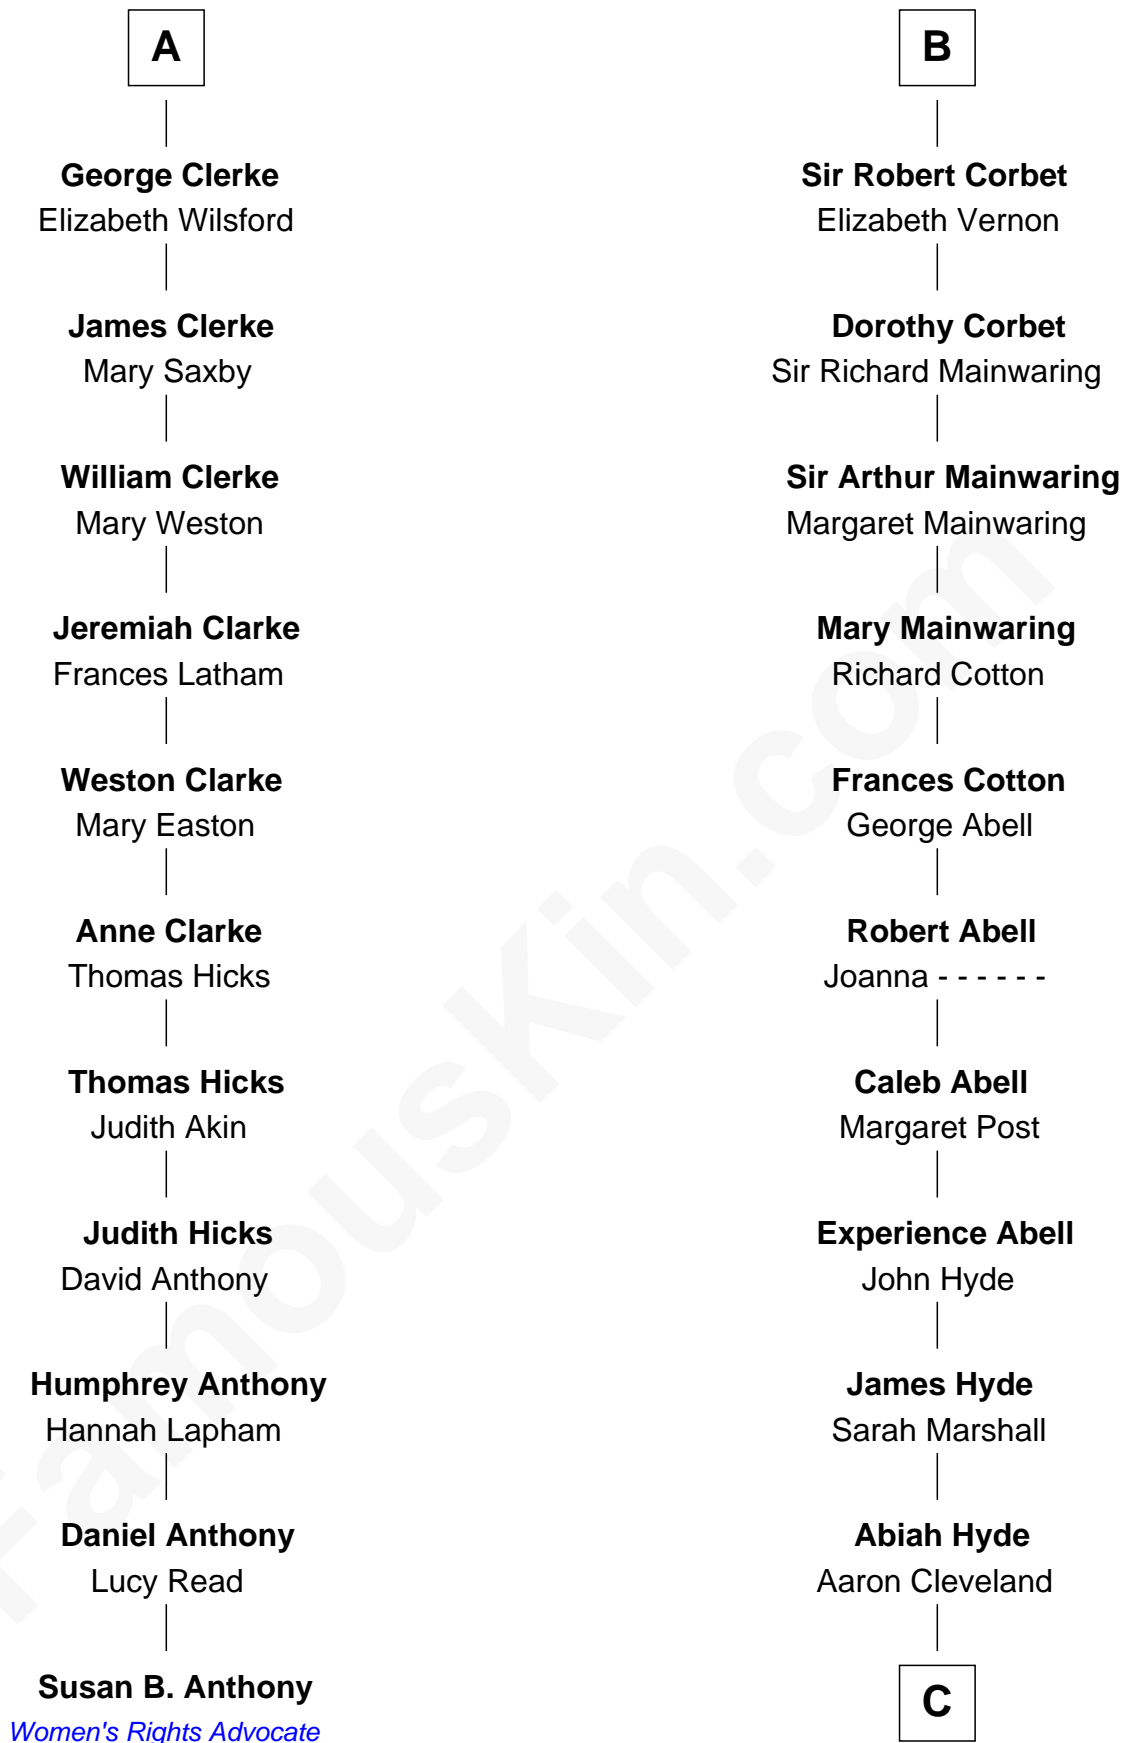 A
George Clerke
Elizabeth Wilsford
James Clerke
Mary Saxby
William Clerke
Mary Weston
Jeremiah Clarke
Frances Latham
Weston Clarke
Mary Easton
Anne Clarke
Thomas Hicks
Thomas Hicks
Judith Akin
Judith Hicks
David Anthony
Humphrey Anthony
Hannah Lapham
Daniel Anthony
Lucy Read
Susan B. Anthony
Women's Rights Advocate
B
Sir Robert Corbet
Elizabeth Vernon
Dorothy Corbet
Sir Richard Mainwaring
Sir Arthur Mainwaring
Margaret Mainwaring
Mary Mainwaring
Richard Cotton
Frances Cotton
George Abell
Robert Abell
Joanna - - - - - -
Caleb Abell
Margaret Post
Experience Abell
John Hyde
James Hyde
Sarah Marshall
Abiah Hyde
Aaron Cleveland
C
FamousKin.com